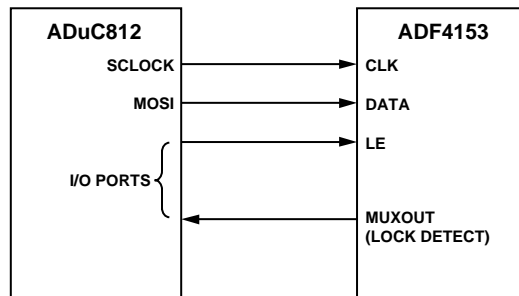 ADuC812
ADF4153
SCLOCK
CLK
MOSI
DATA
LE
I/O PORTS
MUXOUT
(LOCK DETECT)